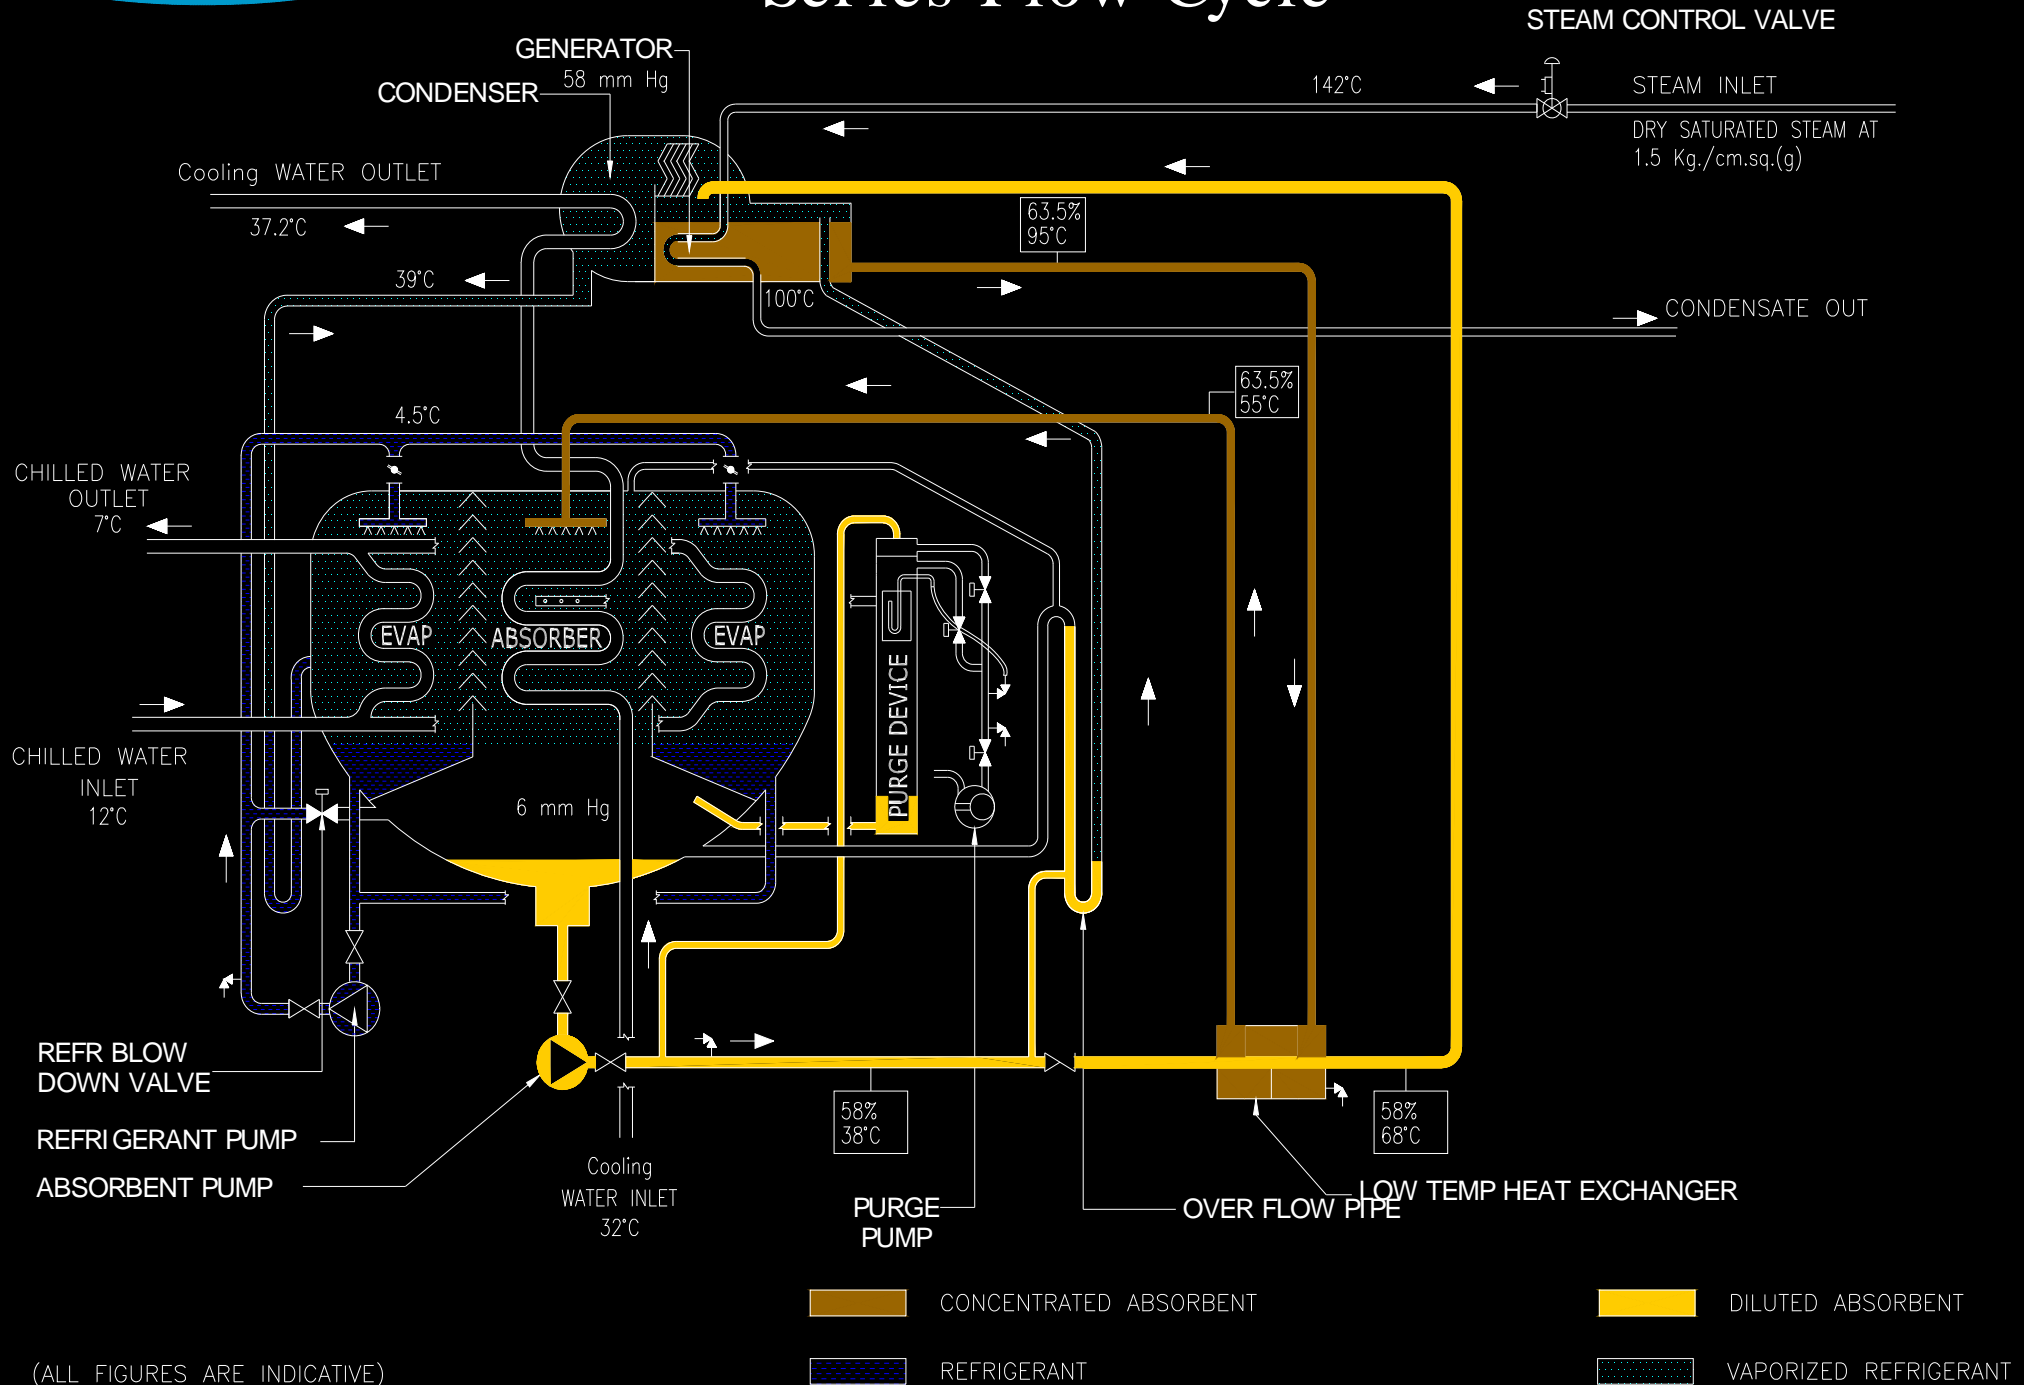 Series Flow Cycle
STEAM CONTROL VALVE
GENERATOR
58 mm Hg
CONDENSER
142°C
STEAM INLET
DRY SATURATED STEAM AT
1.5 Kg./cm.sq.(g)
Cooling WATER OUTLET
37.2°C
63.5%
95°C
39°C
100°C
CONDENSATE OUT
63.5%
55°C
4.5°C
CHILLED WATER
OUTLET
7°C
EVAP
ABSORBER
EVAP
PURGE DEVICE
CHILLED WATER
INLET
12°C
6 mm Hg
REFR BLOW
DOWN VALVE
58%
38°C
58%
68°C
REFRIGERANT PUMP
ABSORBENT PUMP
Cooling
WATER INLET
32°C
PURGE
PUMP
OVER FLOW PIPE
LOW TEMP HEAT EXCHANGER
CONCENTRATED ABSORBENT
DILUTED ABSORBENT
(ALL FIGURES ARE INDICATIVE)
REFRIGERANT
VAPORIZED REFRIGERANT